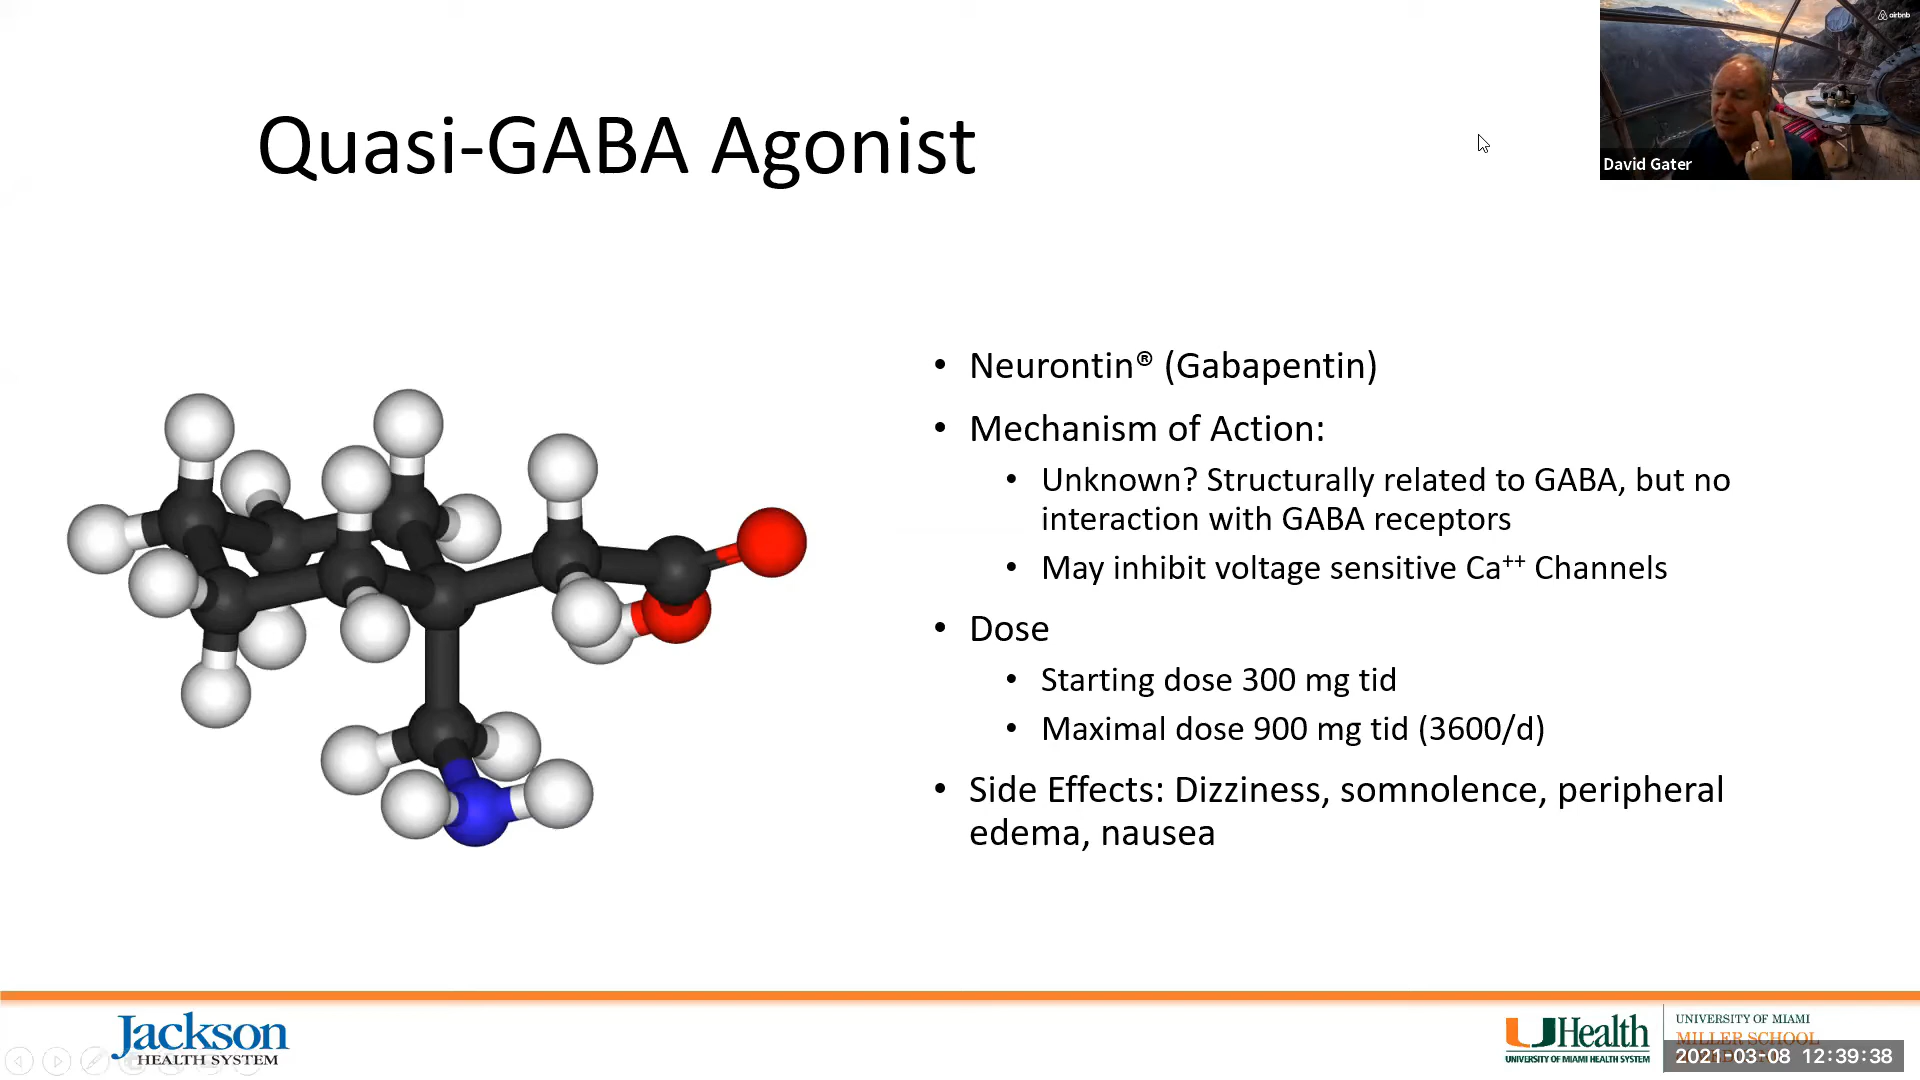 airbnb
David Gater
Quasi-GABA Agonist
• Neurontin® (Gabapentin)
• Mechanism of Action:
• Unknown? Structurally related to GABA, but no
interaction with GABA receptors
• May inhibit voltage sensitive Ca⁺⁺ Channels
• Dose
• Starting dose 300 mg tid
• Maximal dose 900 mg tid (3600/d)
• Side Effects: Dizziness, somnolence, peripheral
edema, nausea
Jackson
HEALTH SYSTEM
UHealth
UNIVERSITY OF MIAMI HEALTH SYSTEM
UNIVERSITY OF MIAMI
MILLER SCHOOL
2021-03-08 12:39:38